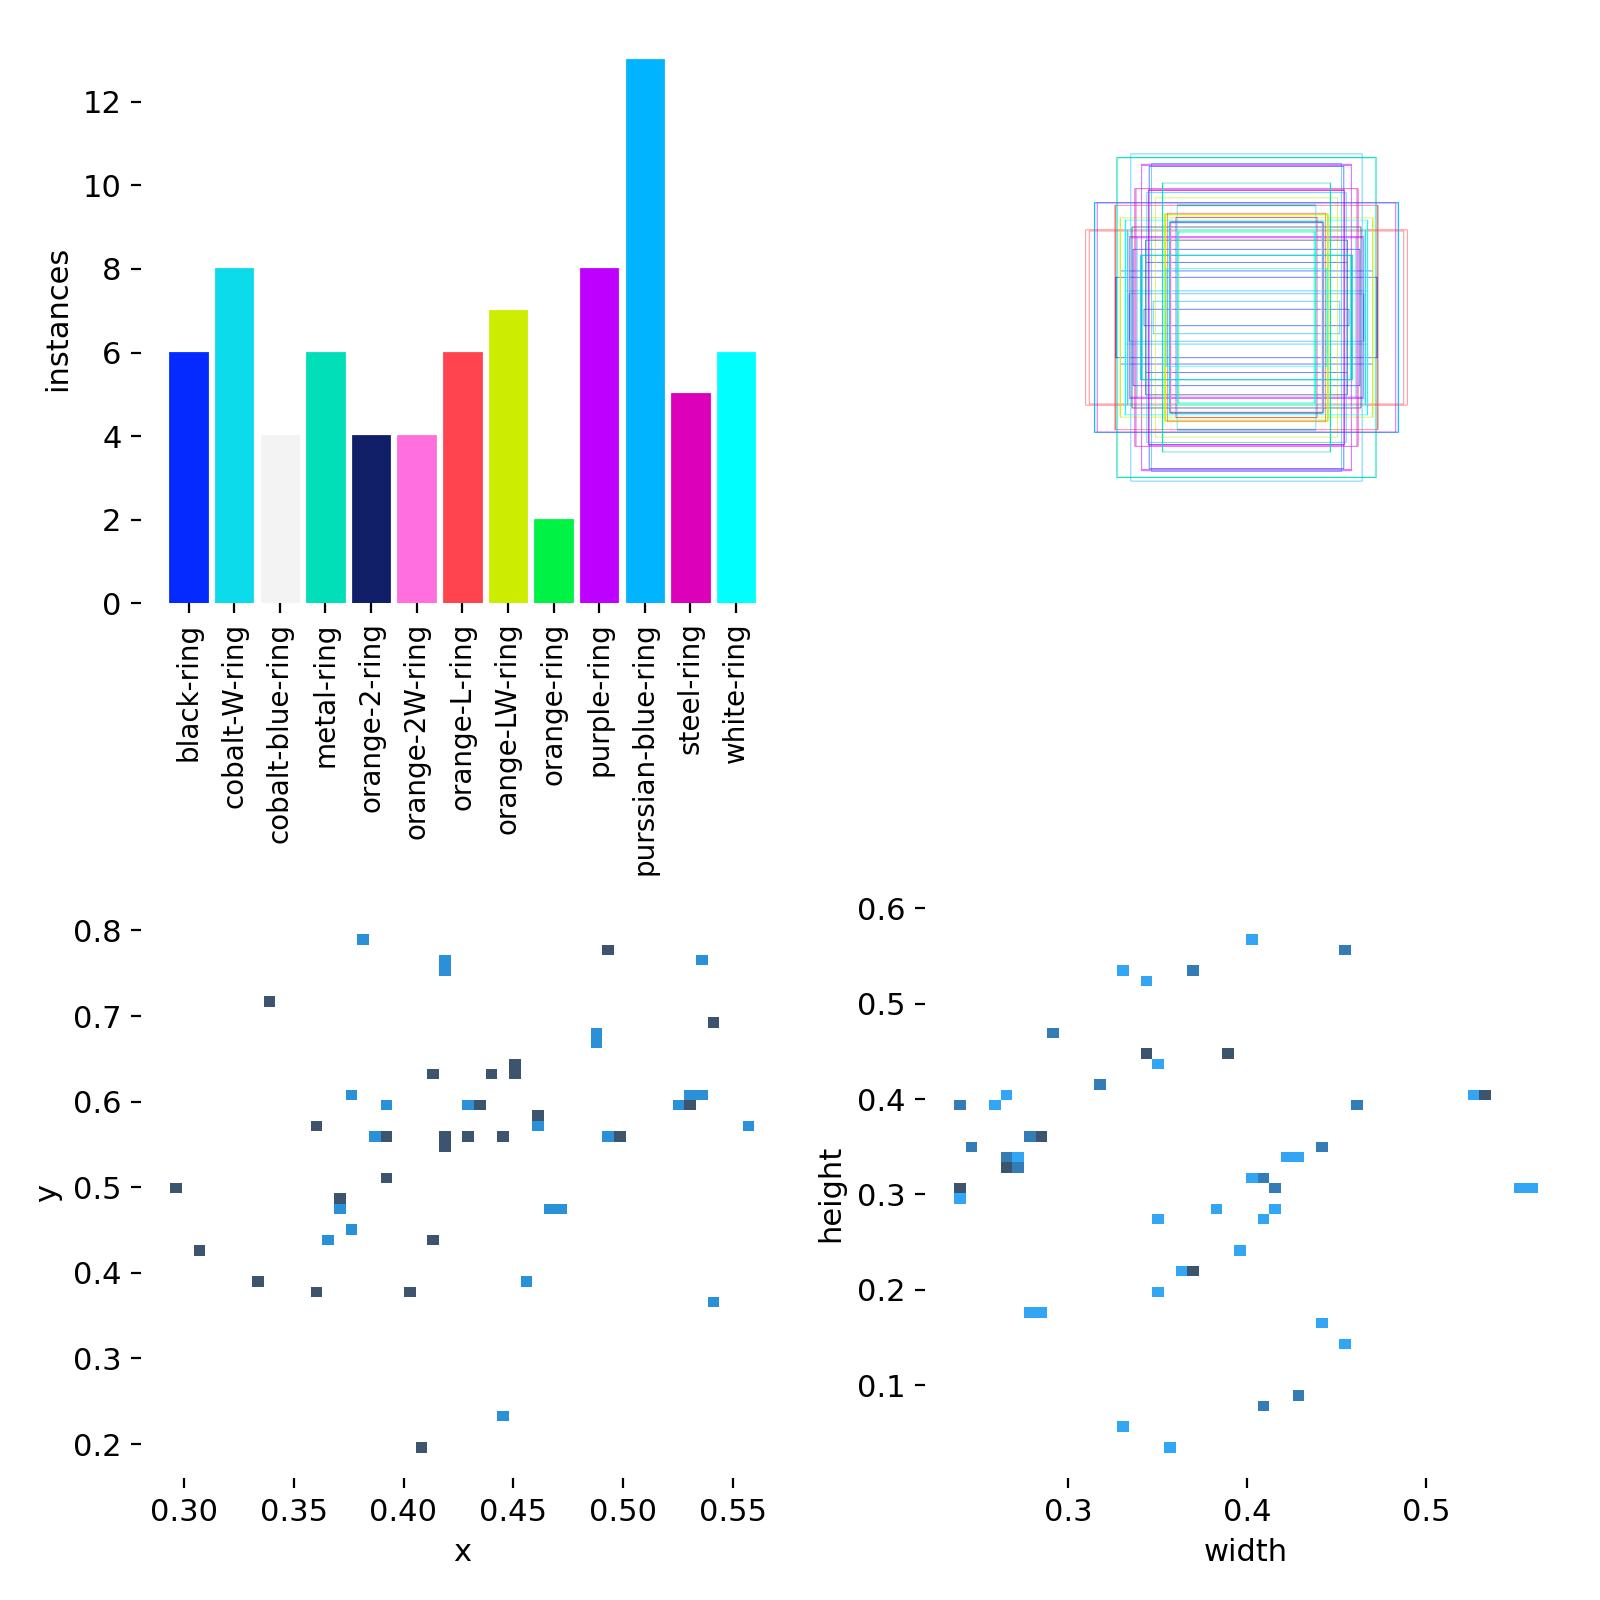 instances
12
10
8
6
4
2
0
black-ring
cobalt-W-ring
cobalt-blue-ring
metal-ring
orange-2-ring
orange-2W-ring
orange-L-ring
orange-LW-ring
orange-ring
purple-ring
purssian-blue-ring
steel-ring
white-ring
y
0.8
0.7
0.6
0.5
0.4
0.3
0.2
0.30 0.35 0.40 0.45 0.50 0.55
x
height
0.6
0.5
0.4
0.3
0.2
0.1
0.3 0.4 0.5
width